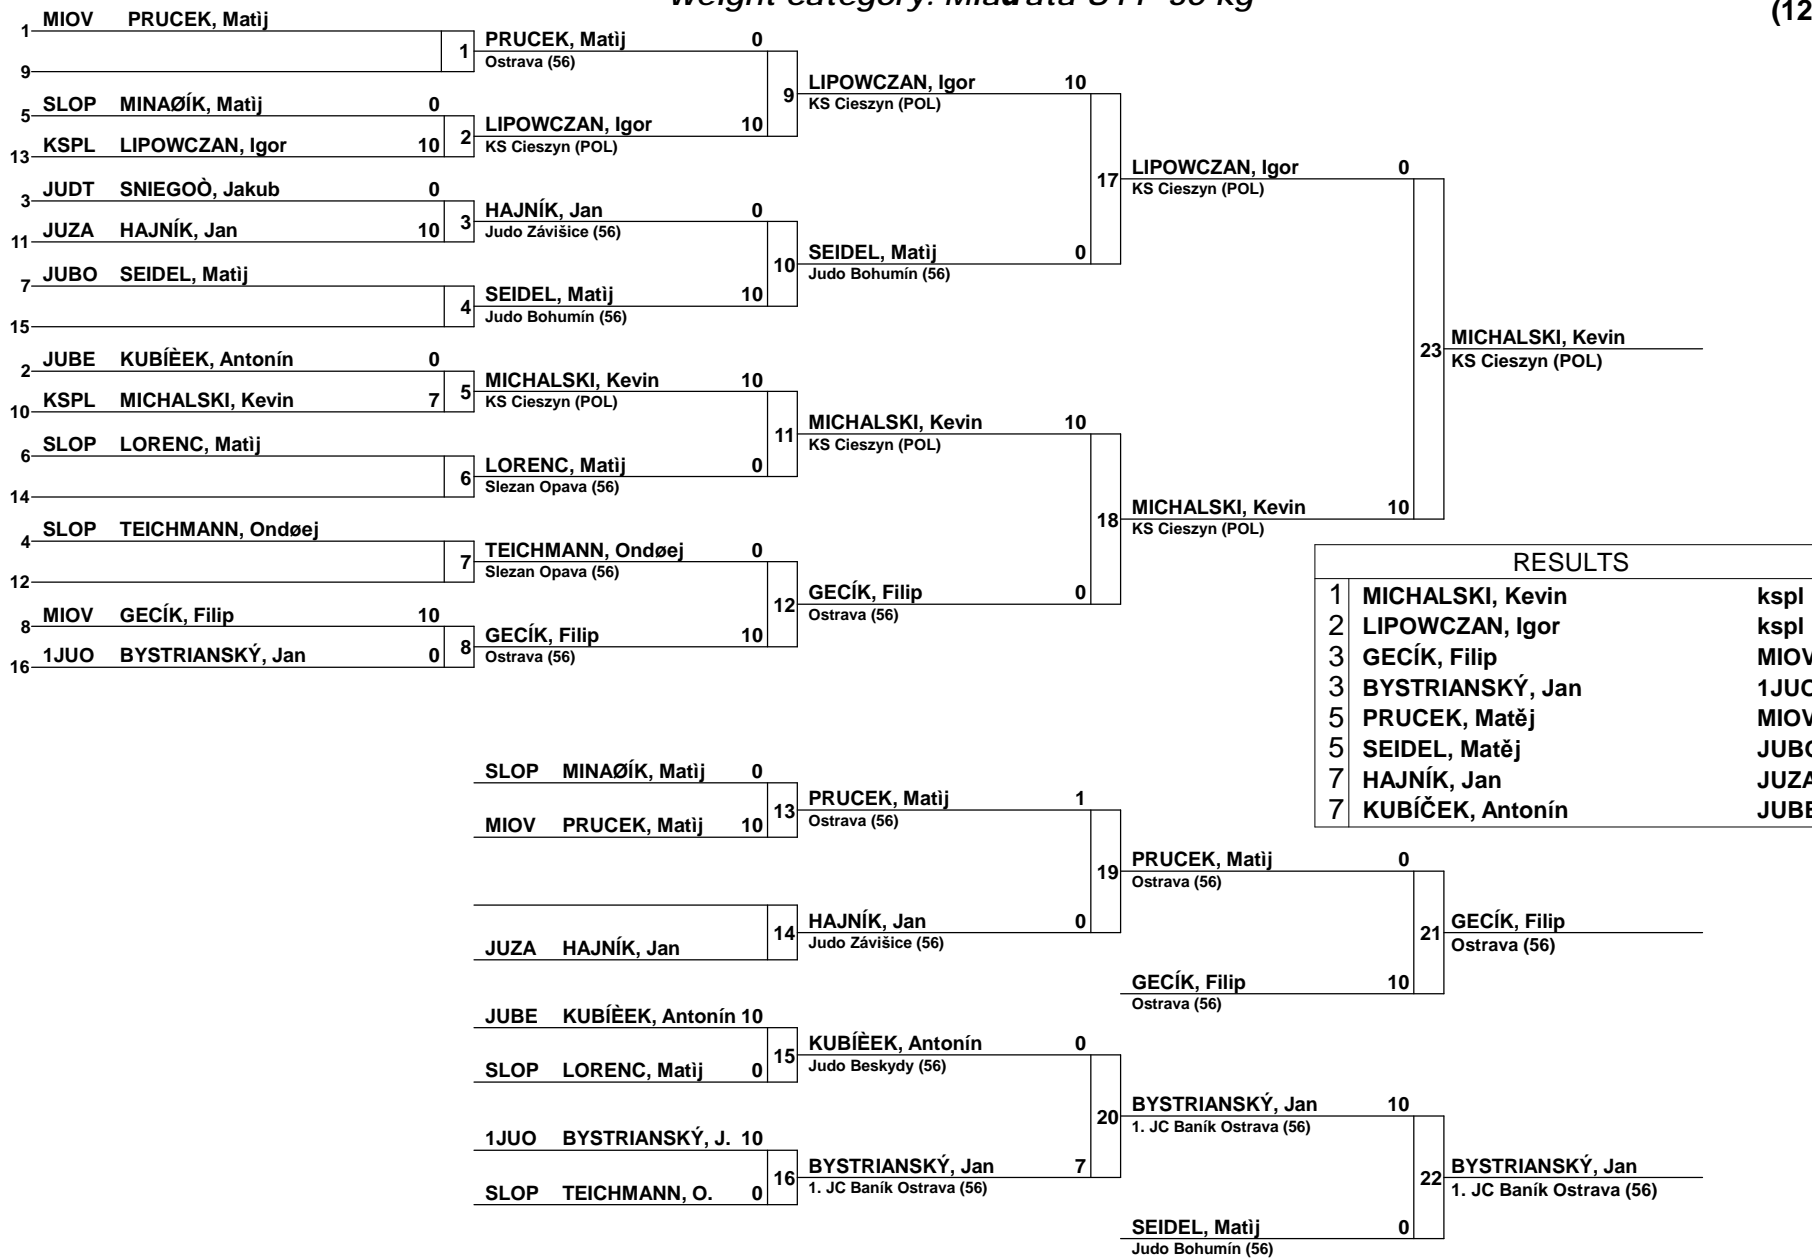 Weight category: Mláďata U11 -38 kg
(12
1 MIOV PRUCEK, Matìj
9
1 PRUCEK, Matìj 0
Ostrava (56)
5 SLOP MINAØÍK, Matìj 0
13 KSPL LIPOWCZAN, Igor 10
2 LIPOWCZAN, Igor 10
KS Cieszyn (POL)
9 LIPOWCZAN, Igor 10
KS Cieszyn (POL)
3 JUDT SNIEGOÒ, Jakub 0
11 JUZA HAJNÍK, Jan 10
3 HAJNÍK, Jan 0
Judo Závišice (56)
7 JUBO SEIDEL, Matìj
15
4 SEIDEL, Matìj 10
Judo Bohumín (56)
10 SEIDEL, Matìj 0
Judo Bohumín (56)
17 LIPOWCZAN, Igor 0
KS Cieszyn (POL)
2 JUBE KUBÍÈEK, Antonín 0
10 KSPL MICHALSKI, Kevin 7
5 MICHALSKI, Kevin 10
KS Cieszyn (POL)
6 SLOP LORENC, Matìj
14
6 LORENC, Matìj 0
Slezan Opava (56)
11 MICHALSKI, Kevin 10
KS Cieszyn (POL)
4 SLOP TEICHMANN, Ondøej
12
7 TEICHMANN, Ondøej 0
Slezan Opava (56)
8 MIOV GECÍK, Filip 10
16 1JUO BYSTRIANSKÝ, Jan 0
8 GECÍK, Filip 10
Ostrava (56)
12 GECÍK, Filip 0
Ostrava (56)
18 MICHALSKI, Kevin 10
KS Cieszyn (POL)
23 MICHALSKI, Kevin
KS Cieszyn (POL)
RESULTS
1 MICHALSKI, Kevin kspl
2 LIPOWCZAN, Igor kspl
3 GECÍK, Filip MIOV
3 BYSTRIANSKÝ, Jan 1JUO
5 PRUCEK, Matěj MIOV
5 SEIDEL, Matěj JUBO
7 HAJNÍK, Jan JUZA
7 KUBÍČEK, Antonín JUBE
SLOP MINAØÍK, Matìj 0
MIOV PRUCEK, Matìj 10
13 PRUCEK, Matìj 1
Ostrava (56)
JUZA HAJNÍK, Jan
14 HAJNÍK, Jan 0
Judo Závišice (56)
19 PRUCEK, Matìj 0
Ostrava (56)
GECÍK, Filip 10
Ostrava (56)
21 GECÍK, Filip
Ostrava (56)
JUBE KUBÍÈEK, Antonín 10
SLOP LORENC, Matìj 0
15 KUBÍÈEK, Antonín 0
Judo Beskydy (56)
1JUO BYSTRIANSKÝ, J. 10
SLOP TEICHMANN, O. 0
16 BYSTRIANSKÝ, Jan 7
1. JC Baník Ostrava (56)
20 BYSTRIANSKÝ, Jan 10
1. JC Baník Ostrava (56)
SEIDEL, Matìj 0
Judo Bohumín (56)
22 BYSTRIANSKÝ, Jan
1. JC Baník Ostrava (56)